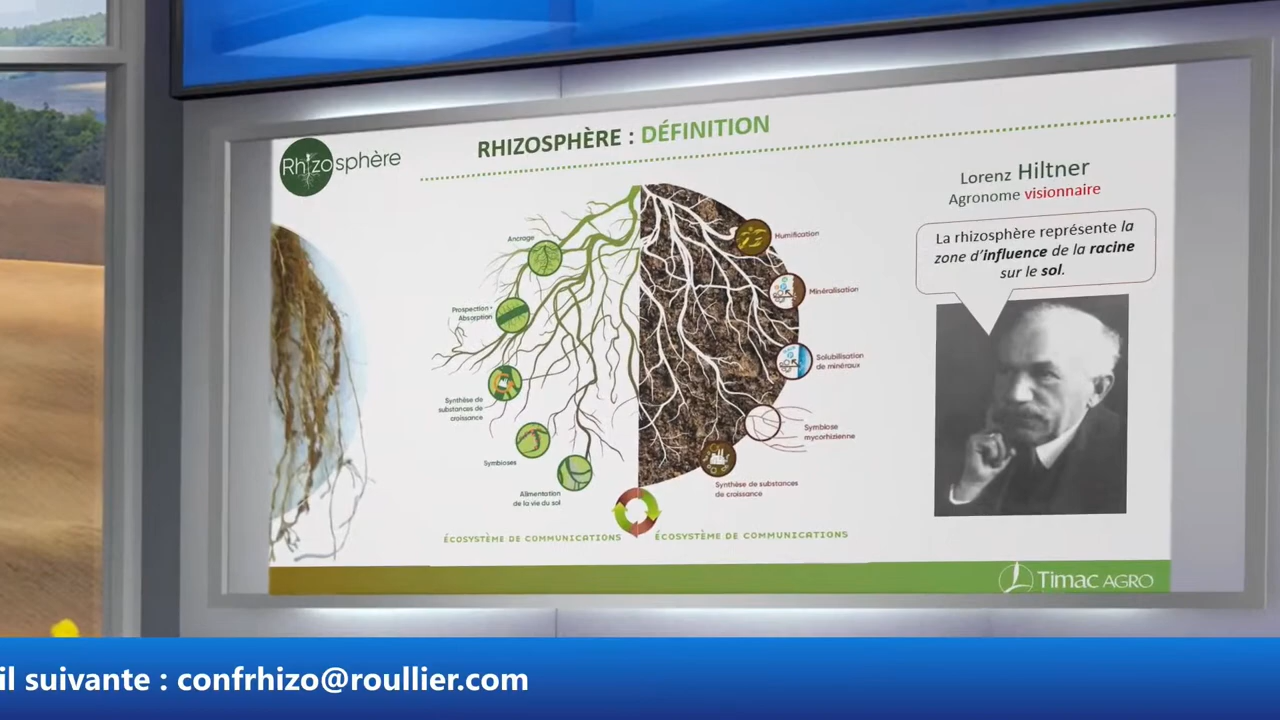 Rhizosphère
RHIZOSPHÈRE : DÉFINITION
Lorenz Hiltner
Agronome visionnaire
La rhizosphère représente la
zone d'influence de la racine
sur le sol.
Ancrage
Prospection -
Absorption
Synthèse de
substances de
croissance
Symbioses
Alimentation
de la vie du sol
Humification
Minéralisation
Solubilisation
de minéraux
Symbiose
mycorhizienne
Synthèse de substances
de croissance
ÉCOSYSTÈME DE COMMUNICATIONS
ÉCOSYSTÈME DE COMMUNICATIONS
Timac AGRO
il suivante : confrhizo@roullier.com